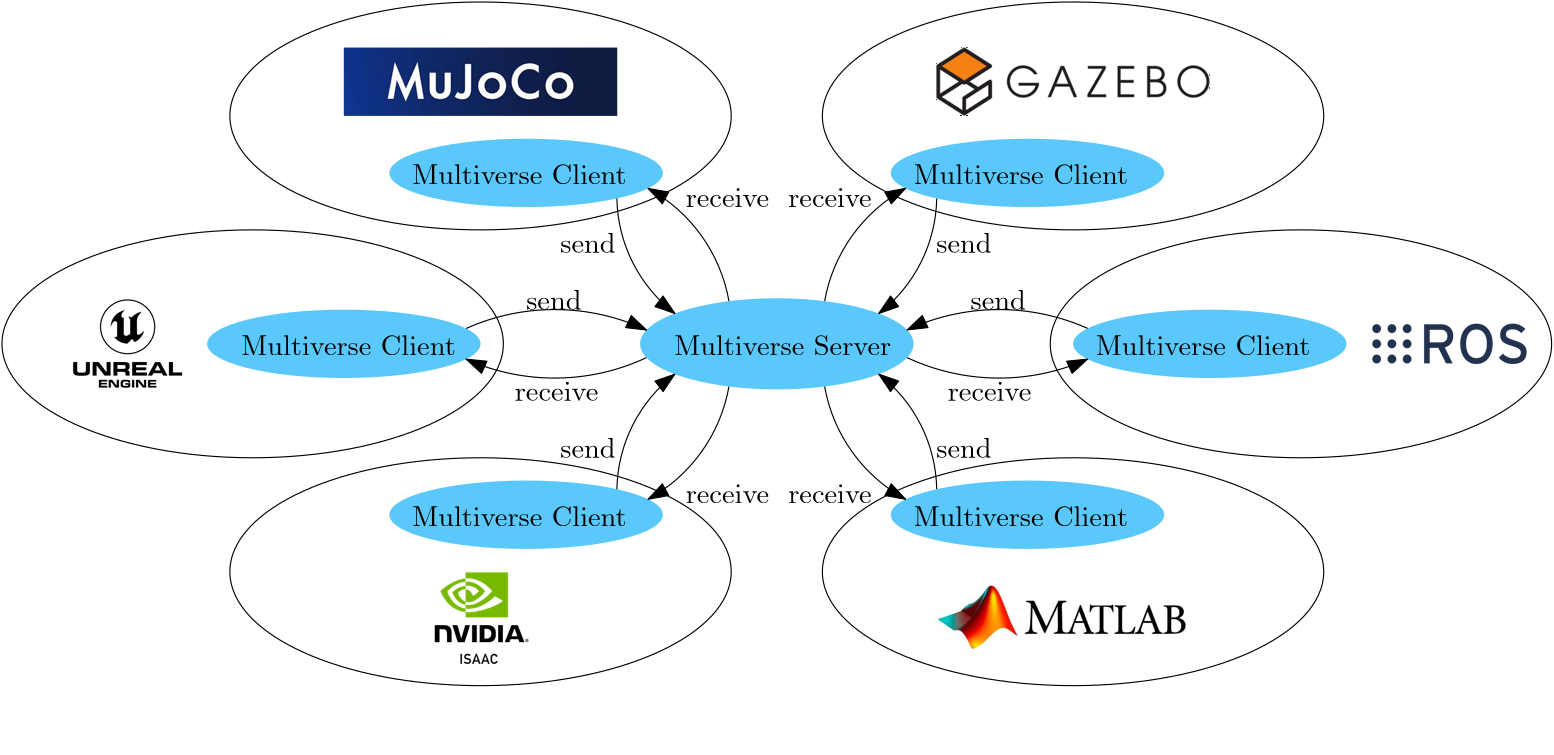 MuJoCo
GAZEBO
Multiverse Client
Multiverse Client
receive
receive
send
send
send
send
UNREAL
ENGINE
Multiverse Client
Multiverse Server
Multiverse Client
ROS
receive
receive
send
send
receive
receive
Multiverse Client
Multiverse Client
NVIDIA.
ISAAC
MATLAB